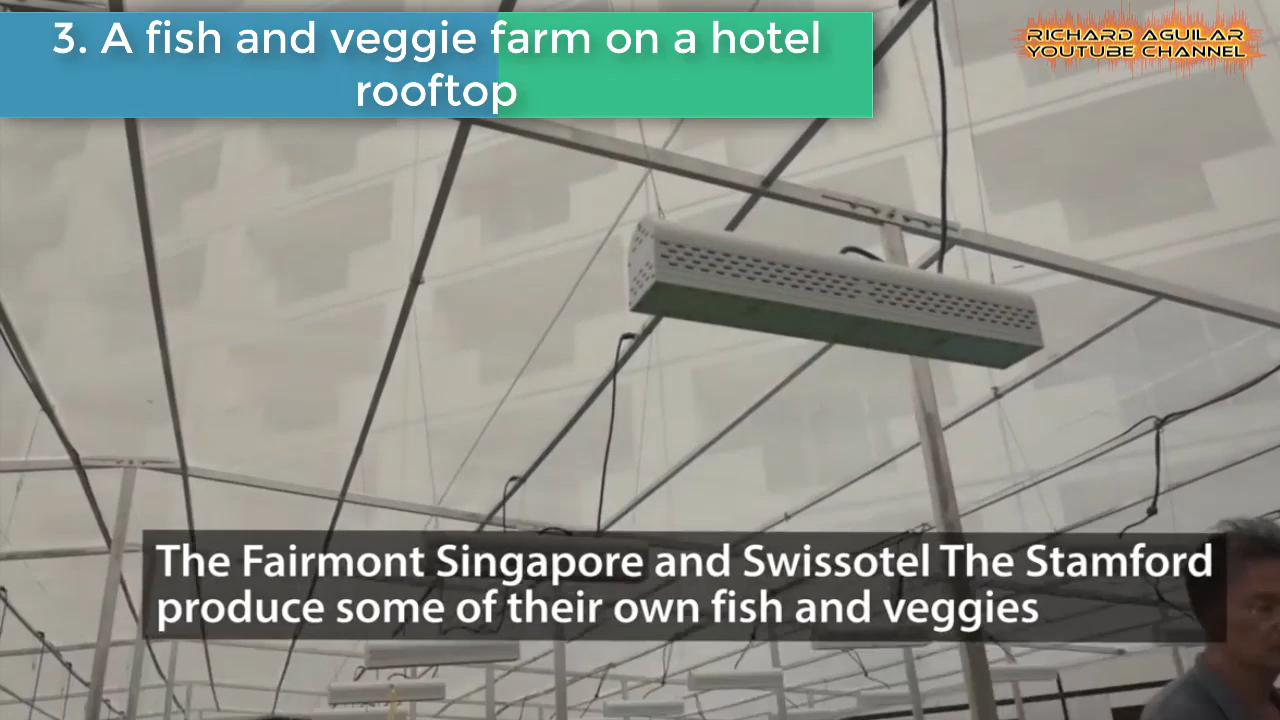 3. A fish and veggie farm on a hotel
rooftop
RICHARD AGUILAR
YOUTUBE CHANNEL
The Fairmont Singapore and Swissotel The Stamford
produce some of their own fish and veggies